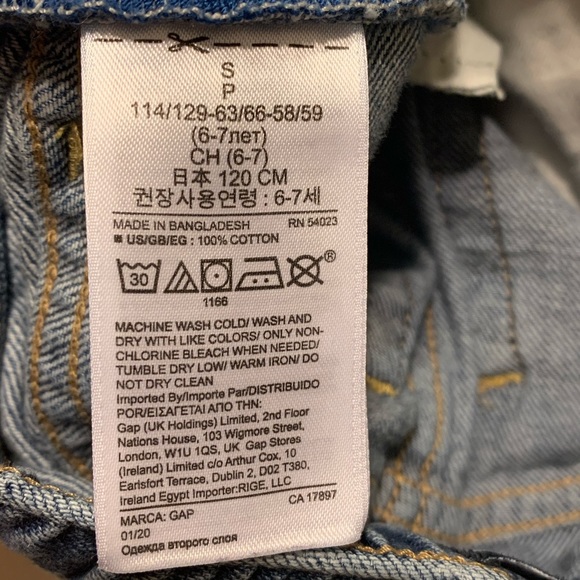 S
P
114/129-63/66-58/59
(6-7лет)
CH (6-7)
日本 120 CM
권장사용연령 : 6-7세
MADE IN BANGLADESH RN 54023
US/GB/EG : 100% COTTON
30 ®
1166
MACHINE WASH COLD/ WASH AND
DRY WITH LIKE COLORS/ ONLY NON-
CHLORINE BLEACH WHEN NEEDED/
TUMBLE DRY LOW/ WARM IRON/ DO
NOT DRY CLEAN
Imported By/Importe Par/DISTRIBUIDO
POR/ΕΙΣΑΓΕΤΑΙ ΑΠΟ ΤΗΝ:
Gap (UK Holdings) Limited, 2nd Floor
Nations House, 103 Wigmore Street,
London, W1U 1QS, UK Gap Stores
(Ireland) Limited c/o Arthur Cox, 10
Earlsfort Terrace, Dublin 2, D02 T380,
Ireland Egypt Importer:RIGE, LLC
CA 17897
MARCA: GAP
01/20
Одежда второго слоя